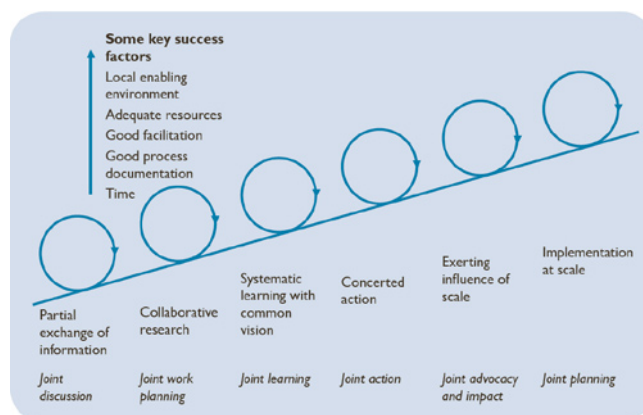 Some key success
factors
Local enabling
environment
Adequate resources
Good facilitation
Good process
documentation
Time
Partial
exchange of
information
Collaborative
research
Systematic
learning with
common
vision
Concerted
action
Exerting
influence of
scale
Implementation
at scale
Joint
discussion
Joint work
planning
Joint learning
Joint action
Joint advocacy
and impact
Joint planning